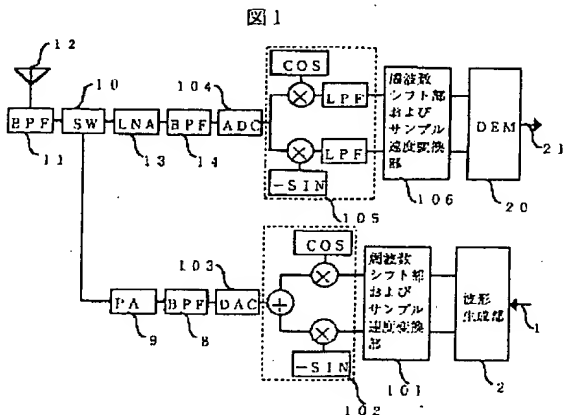 図1
12
10
104
COS
LPF
周波数
シフト部
および
サンプル
速度変換
部
BPF
SW
LNA
BPF
ADC
DEM
11
13
14
LPF
21
-SIN
105
106
20
103
COS
周波数
シフト部
および
サンプル
速度変換
部
波形
生成部
PA
BPF
DAC
1
9
8
-SIN
102
101
2